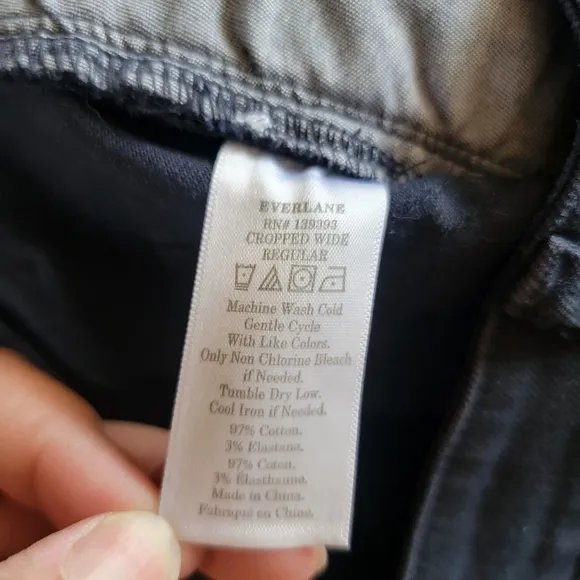 EVERLANE
RN# 139393
CROPPED WIDE
REGULAR
Machine Wash Cold
Gentle Cycle
With Like Colors.
Only Non Chlorine Bleach
if Needed.
Tumble Dry Low.
Cool Iron if Needed.
97% Cotton.
3% Elastane.
97% Coton.
3% Elasthanne.
Made in China.
Fabriqué en China.